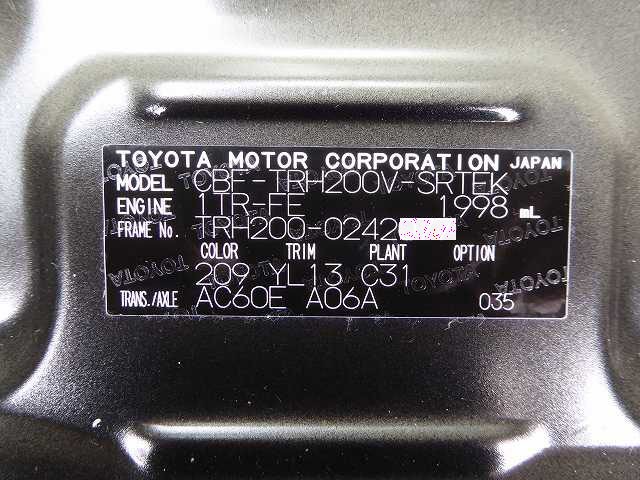 TOYOTA MOTOR CORPORATION JAPAN
MODEL CBF-TRH200V-SRTEK
ENGINE 1TR-FE 1998 mL
FRAME No. TRH200-0242
COLOR TRIM PLANT OPTION
209 YL13 C31
TRANS./AXLE AC60E A06A 035